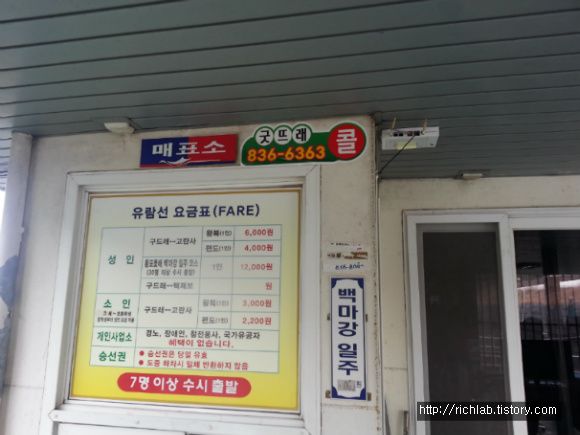 매표소
굿뜨래
836-6363
콜
유람선 요금표(FARE)
성인
구드래↔고란사
왕복(1인) 6,000원
편도(1인) 4,000원
1인 12,000원
구드래↔백제보
원
소인
구드래↔고란사
왕복(1인) 3,000원
편도(1인) 2,200원
개인사업소
경노, 장애인, 국가유공자
혜택이 없습니다.
승선권
● 승선권은 당일 유효
● 도중 하차시 일체 반환하지 않음
7명 이상 수시 출발
백마강 일주
http://richlab.tistory.com